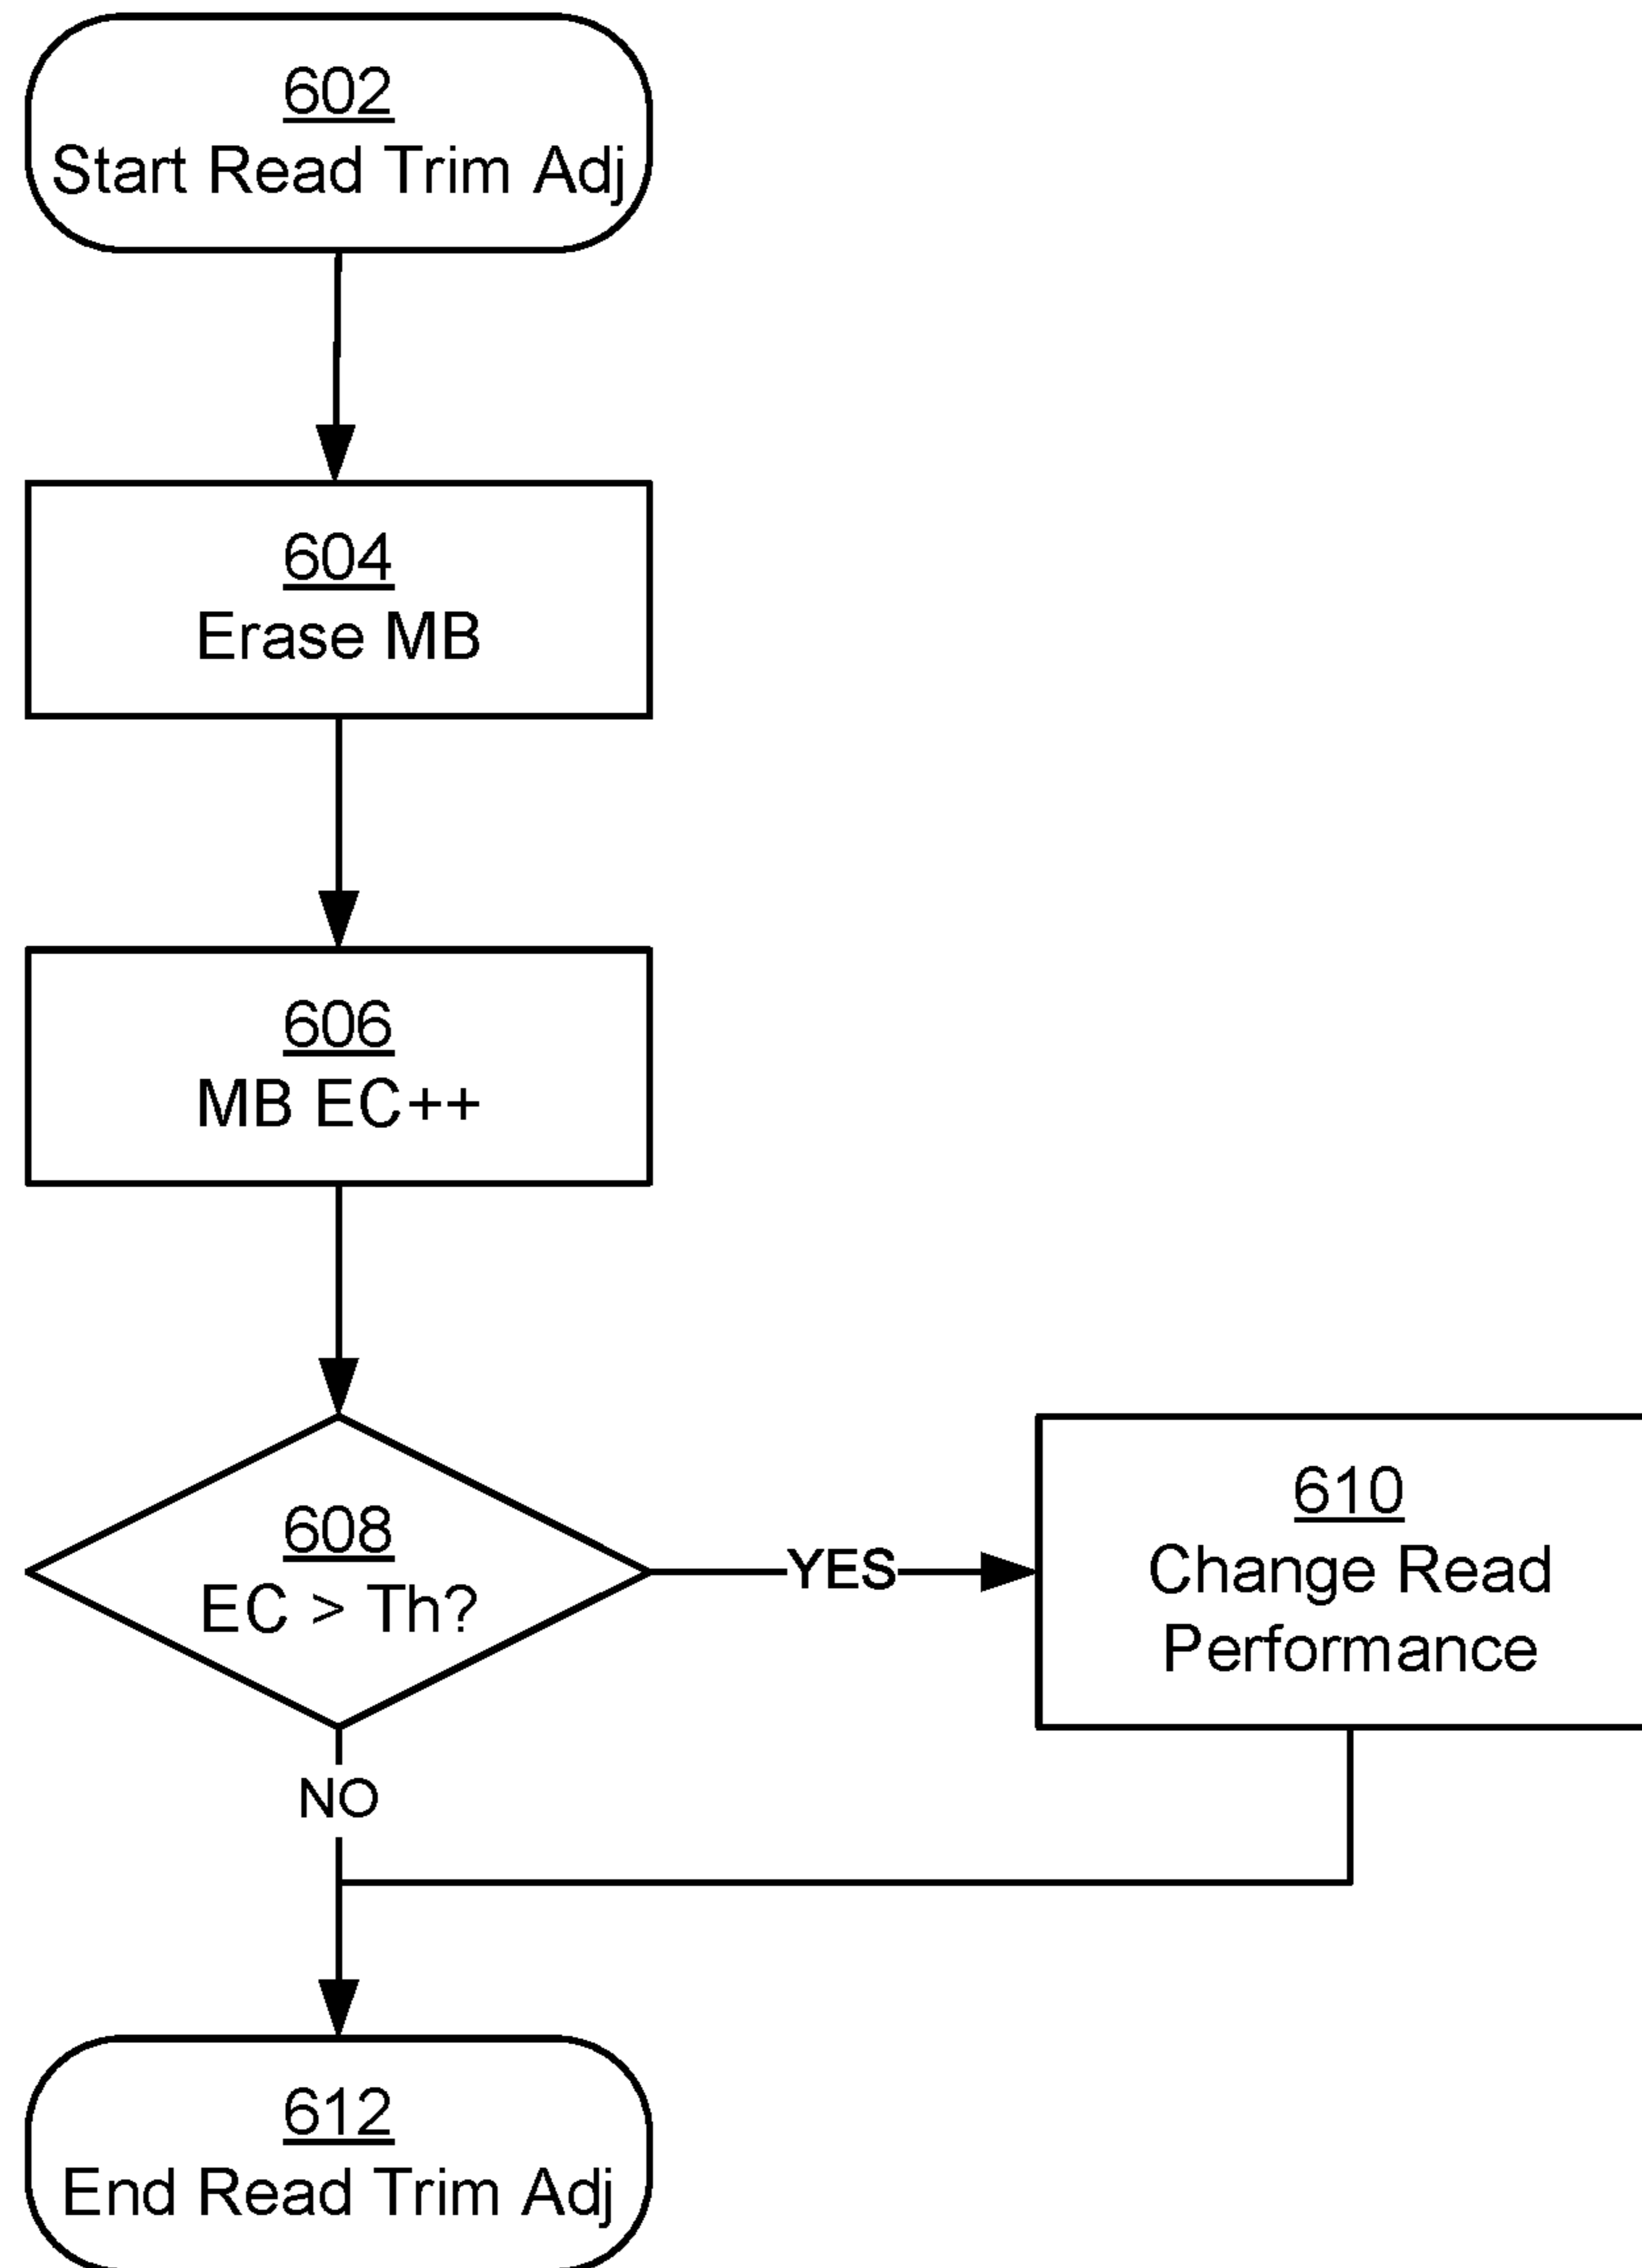 602
Start Read Trim Adj
604
Erase MB
606
MB EC++
608
EC > Th?
YES
610
Change Read
Performance
NO
612
End Read Trim Adj